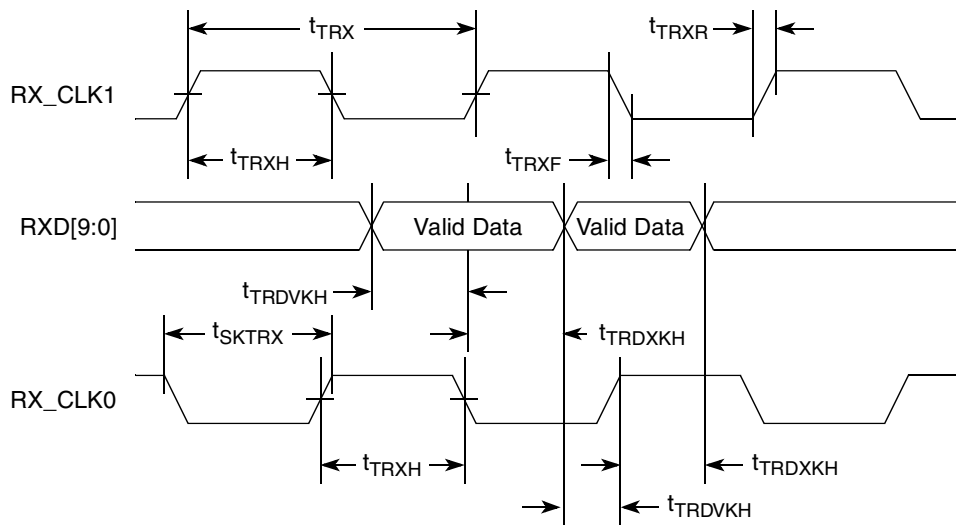 tTRX
tTRXR
RX_CLK1
tTRXH
tTRXF
RXD[9:0]
Valid Data
Valid Data
tTRDVKH
tSKTRX
tTRDXKH
RX_CLK0
tTRXH
tTRDXKH
tTRDVKH